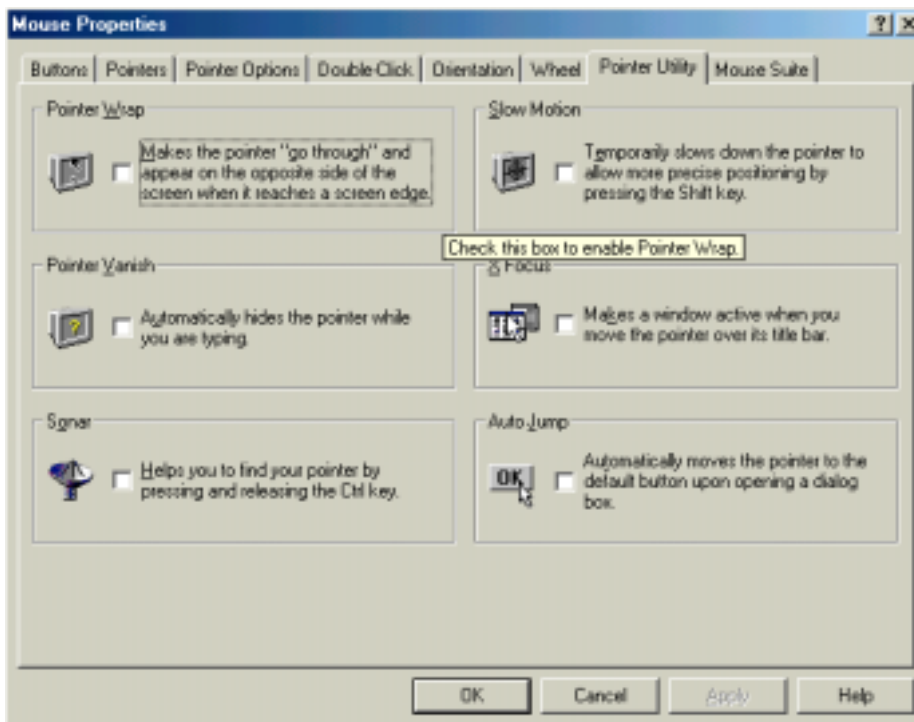 Mouse Properties
Buttons Pointers Pointer Options Double-Click Orientation Wheel Pointer Utility Mouse Suite
Pointer Wrap
Makes the pointer "go through" and
appear on the opposite side of the
screen when it reaches a screen edge.
Slow Motion
Temporarily slows down the pointer to
allow more precise positioning by
pressing the Shift key.
Check this box to enable Pointer Wrap.
Pointer Vanish
Automatically hides the pointer while
you are typing.
X Focus
Makes a window active when you
move the pointer over its title bar.
Sonar
Helps you to find your pointer by
pressing and releasing the Ctrl key.
Auto Jump
OK
Automatically moves the pointer to the
default button upon opening a dialog
box.
OK Cancel Apply Help